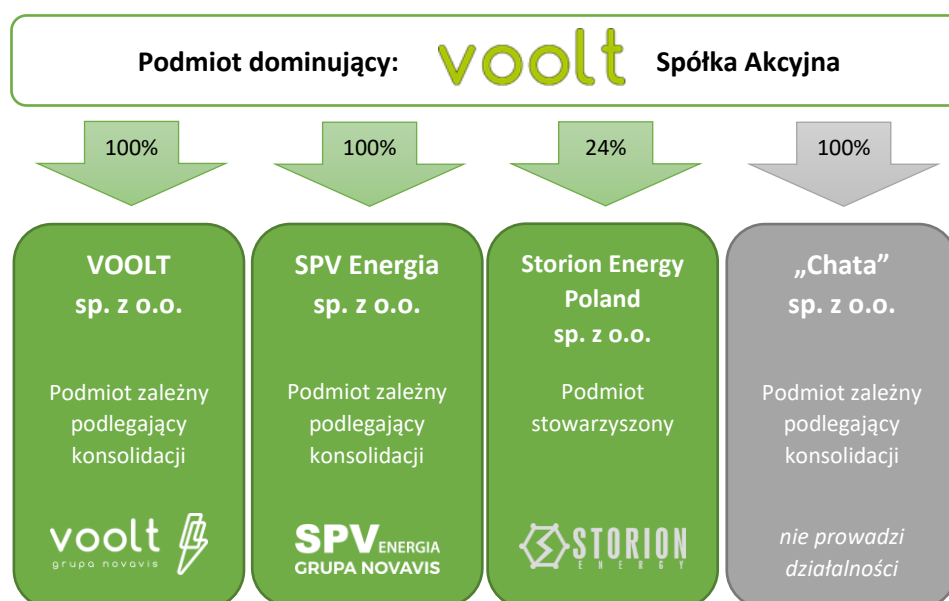 Podmiot dominujący: voolt Spółka Akcyjna
100%
100%
24%
100%
VOOLT
sp. z o.o.
Podmiot zależny
podlegający
konsolidacji
voolt
grupa novavis
SPV Energia
sp. z o.o.
Podmiot zależny
podlegający
konsolidacji
SPV ENERGIA
GRUPA NOVAVIS
Storion Energy
Poland
sp. z o.o.
Podmiot
stowarzyszony
STORION
ENERGY
„Chata”
sp. z o.o.
Podmiot zależny
podlegający
konsolidacji
nie prowadzi
działalności